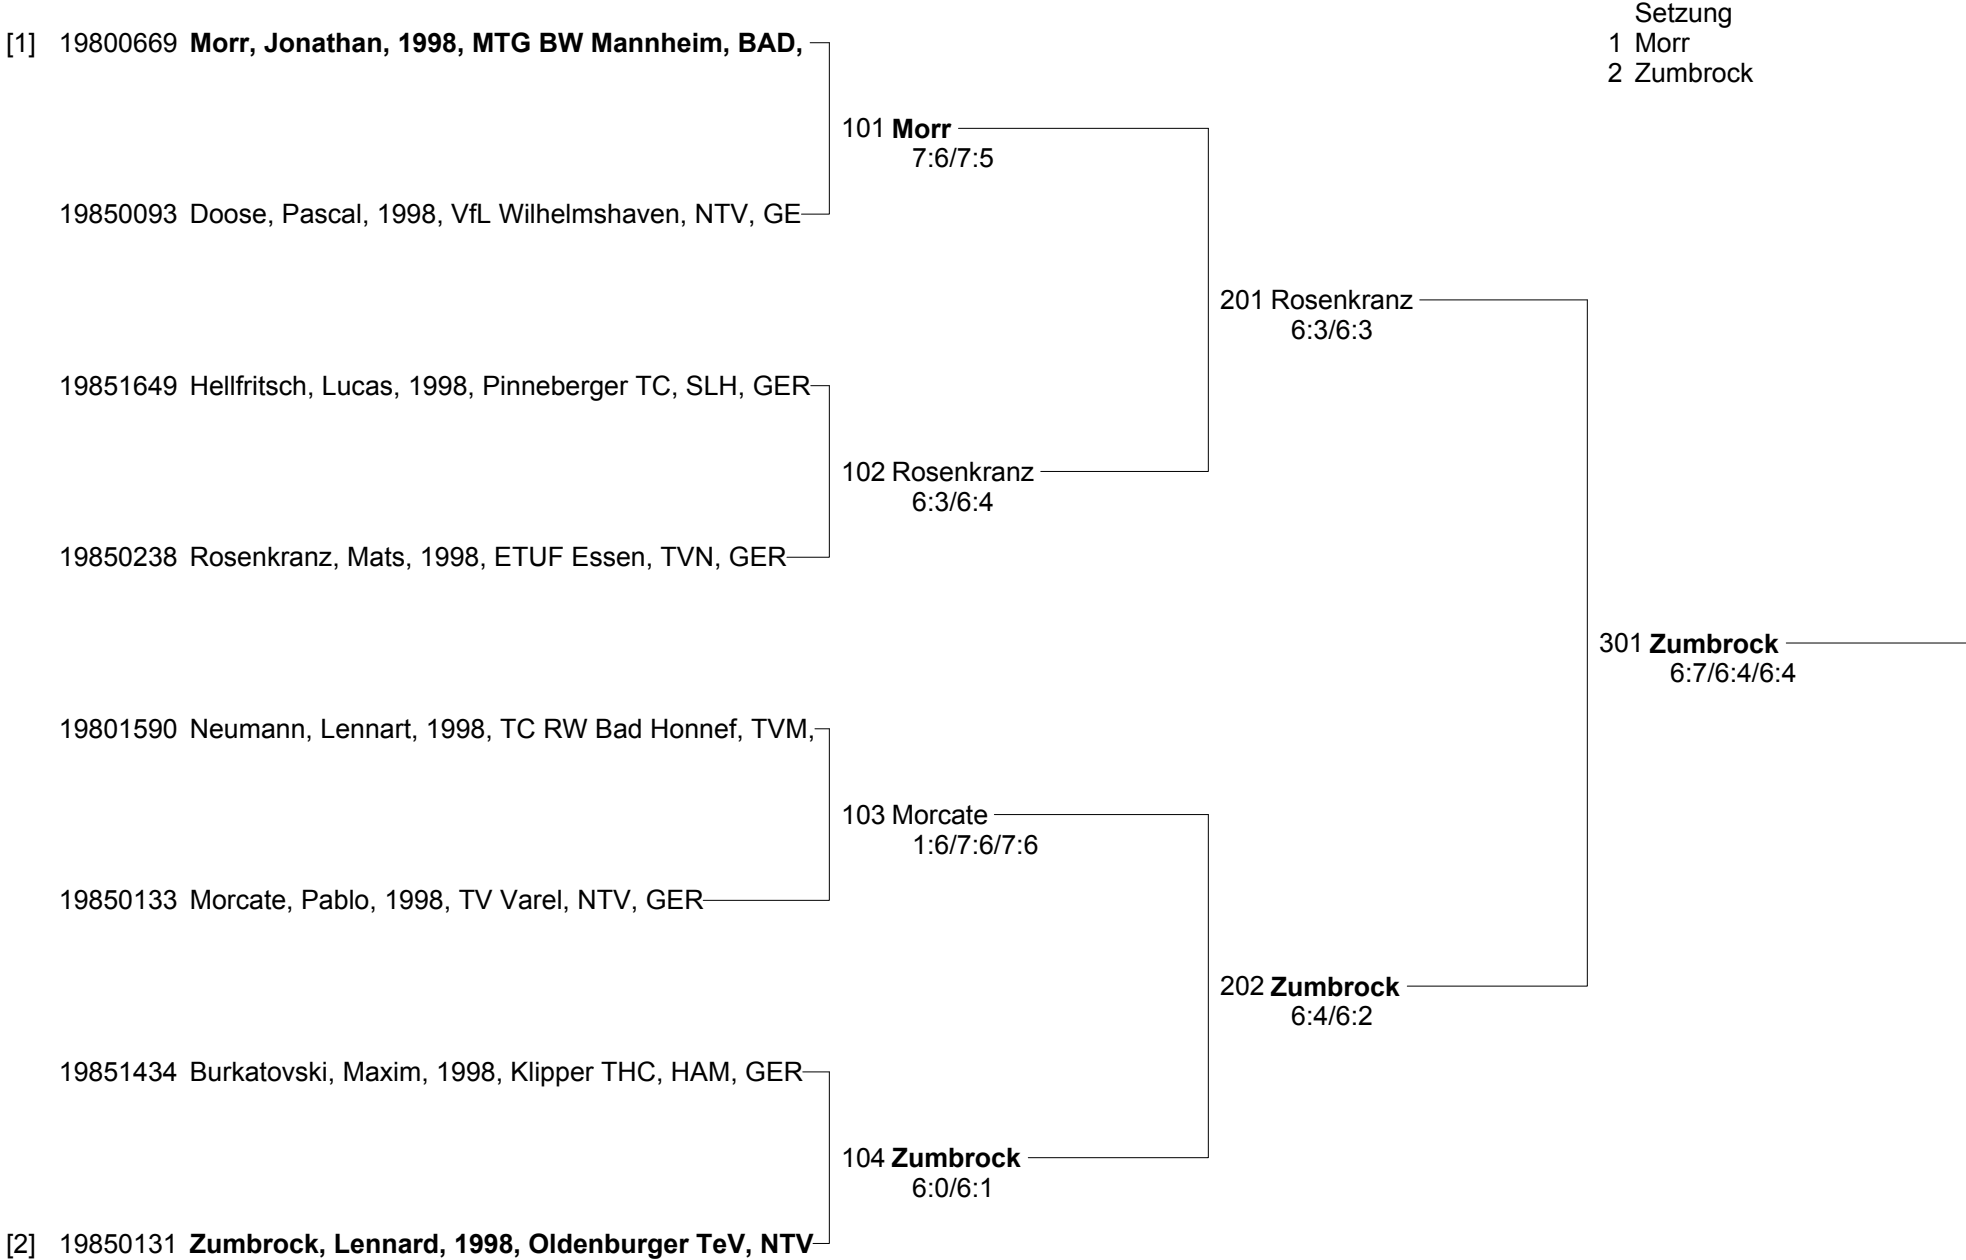 Setzung
[1] 19800669 Morr, Jonathan, 1998, MTG BW Mannheim, BAD,
1 Morr
2 Zumbrock
101 Morr
7:6/7:5
19850093 Doose, Pascal, 1998, VfL Wilhelmshaven, NTV, GE
201 Rosenkranz
6:3/6:3
19851649 Hellfritsch, Lucas, 1998, Pinneberger TC, SLH, GER
102 Rosenkranz
6:3/6:4
19850238 Rosenkranz, Mats, 1998, ETUF Essen, TVN, GER
301 Zumbrock
6:7/6:4/6:4
19801590 Neumann, Lennart, 1998, TC RW Bad Honnef, TVM,
103 Morcate
1:6/7:6/7:6
19850133 Morcate, Pablo, 1998, TV Varel, NTV, GER
202 Zumbrock
6:4/6:2
19851434 Burkatovski, Maxim, 1998, Klipper THC, HAM, GER
104 Zumbrock
6:0/6:1
[2] 19850131 Zumbrock, Lennard, 1998, Oldenburger TeV, NTV